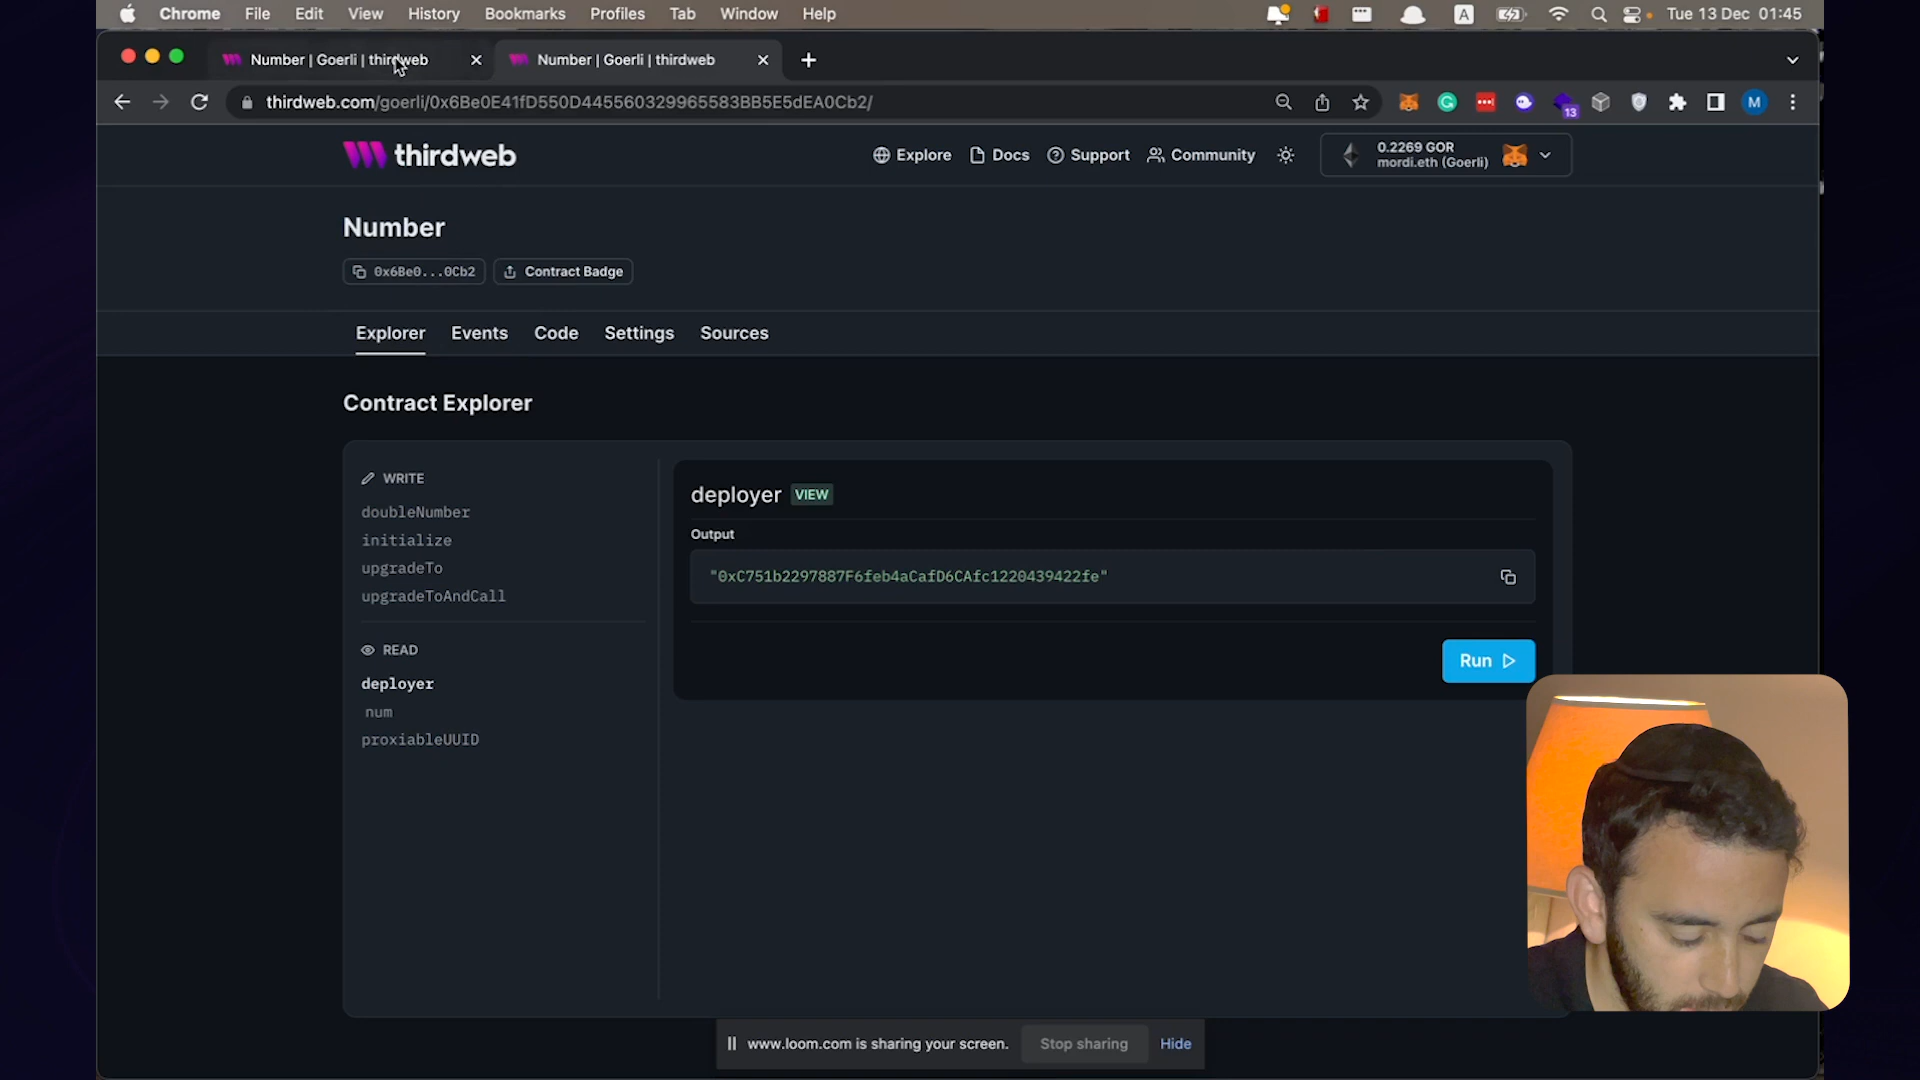 Chrome File Edit View History Bookmarks Profiles Tab Window Help A Tue 13 Dec 01:45
Number | Goerli | thirdweb Number | Goerli | thirdweb
thirdweb.com/goerli/0x6Be0E41fD550D445560329965583BB5E5dEA0Cb2/ 13 M
thirdweb Explore Docs Support Community 0.2269 GOR
mordi.eth (Goerli)
Number
0x6Be0...0Cb2 Contract Badge
Explorer Events Code Settings Sources
Contract Explorer
WRITE
doubleNumber
initialize
upgradeTo
upgradeToAndCall
READ
deployer
num
proxiableUUID
deployer VIEW
Output
"0xC751b2297887F6feb4aCafD6CAfc1220439422fe"
Run
www.loom.com is sharing your screen. Stop sharing Hide